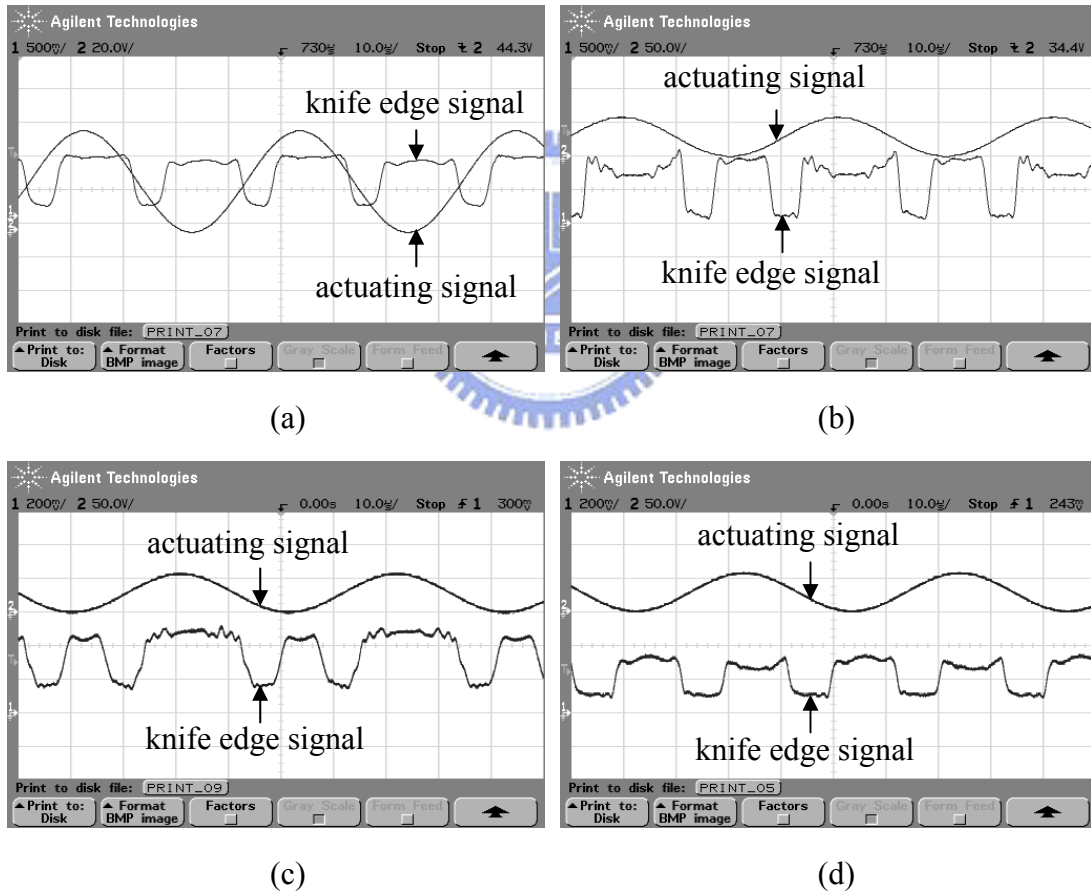 Agilent Technologies
1 500mV/ 2 20.0V/ 730µs 10.0µs/ Stop 2 44.3V
knife edge signal
actuating signal
Print to disk file: PRINT_07
Print to: Disk Format BMP image Factors Gray Scale Form Feed
(a)
Agilent Technologies
1 500mV/ 2 50.0V/ 730µs 10.0µs/ Stop 2 34.4V
actuating signal
knife edge signal
Print to disk file: PRINT_07
Print to: Disk Format BMP image Factors Gray Scale Form Feed
(b)
Agilent Technologies
1 200mV/ 2 50.0V/ 0.00s 10.0µs/ Stop 1 300mV
actuating signal
knife edge signal
Print to disk file: PRINT_09
Print to: Disk Format BMP image Factors Gray Scale Form Feed
(c)
Agilent Technologies
1 200mV/ 2 50.0V/ 0.00s 10.0µs/ Stop 1 243mV
actuating signal
knife edge signal
Print to disk file: PRINT_05
Print to: Disk Format BMP image Factors Gray Scale Form Feed
(d)